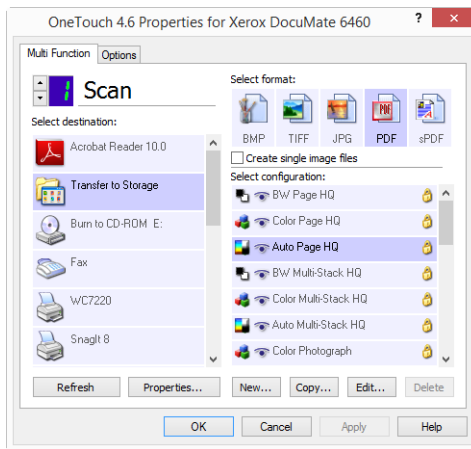 OneTouch 4.6 Properties for Xerox DocuMate 6460
? ×
Multi Function Options
1 Scan
Select destination:
Acrobat Reader 10.0
Transfer to Storage
Burn to CD-ROM E:
Fax
WC7220
SnagIt 8
Refresh Properties...
Select format:
BMP TIFF JPG PDF sPDF
Create single image files
Select configuration:
BW Page HQ
Color Page HQ
Auto Page HQ
BW Multi-Stack HQ
Color Multi-Stack HQ
Auto Multi-Stack HQ
Color Photograph
New... Copy... Edit... Delete
OK Cancel Apply Help